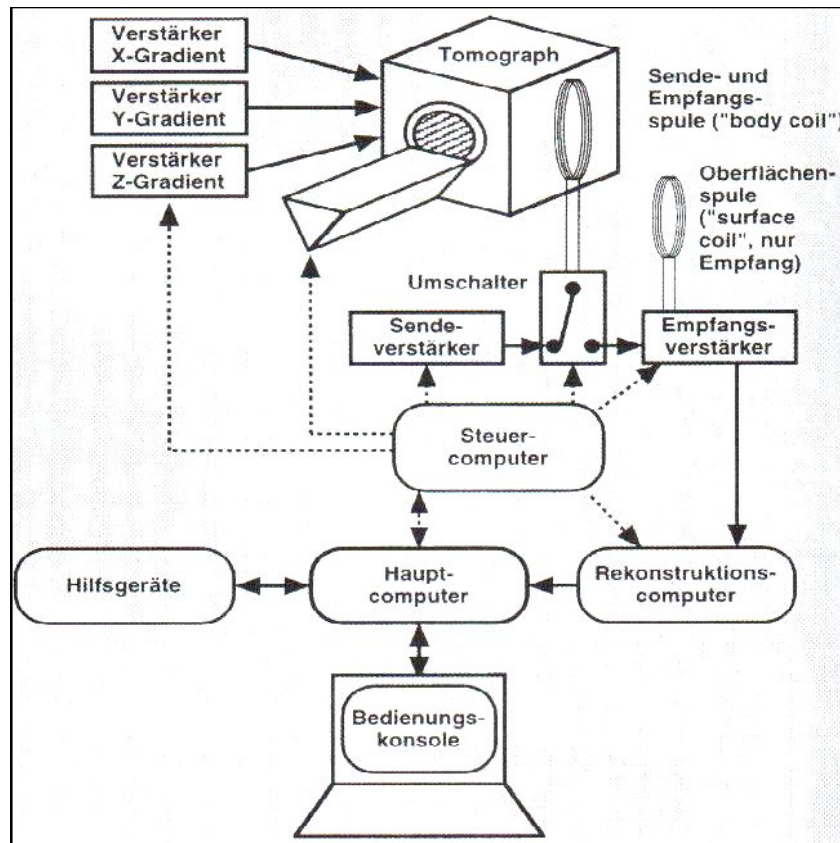 Verstärker
X-Gradient
Verstärker
Y-Gradient
Verstärker
Z-Gradient
Tomograph
Sende- und
Empfangs-
spule ("body coil")
Oberflächen-
spule
("surface
coil", nur
Empfang)
Umschalter
Sende-
verstärker
Empfangs-
verstärker
Steuer-
computer
Hilfsgeräte
Haupt-
computer
Rekonstruktions-
computer
Bedienungs-
konsole